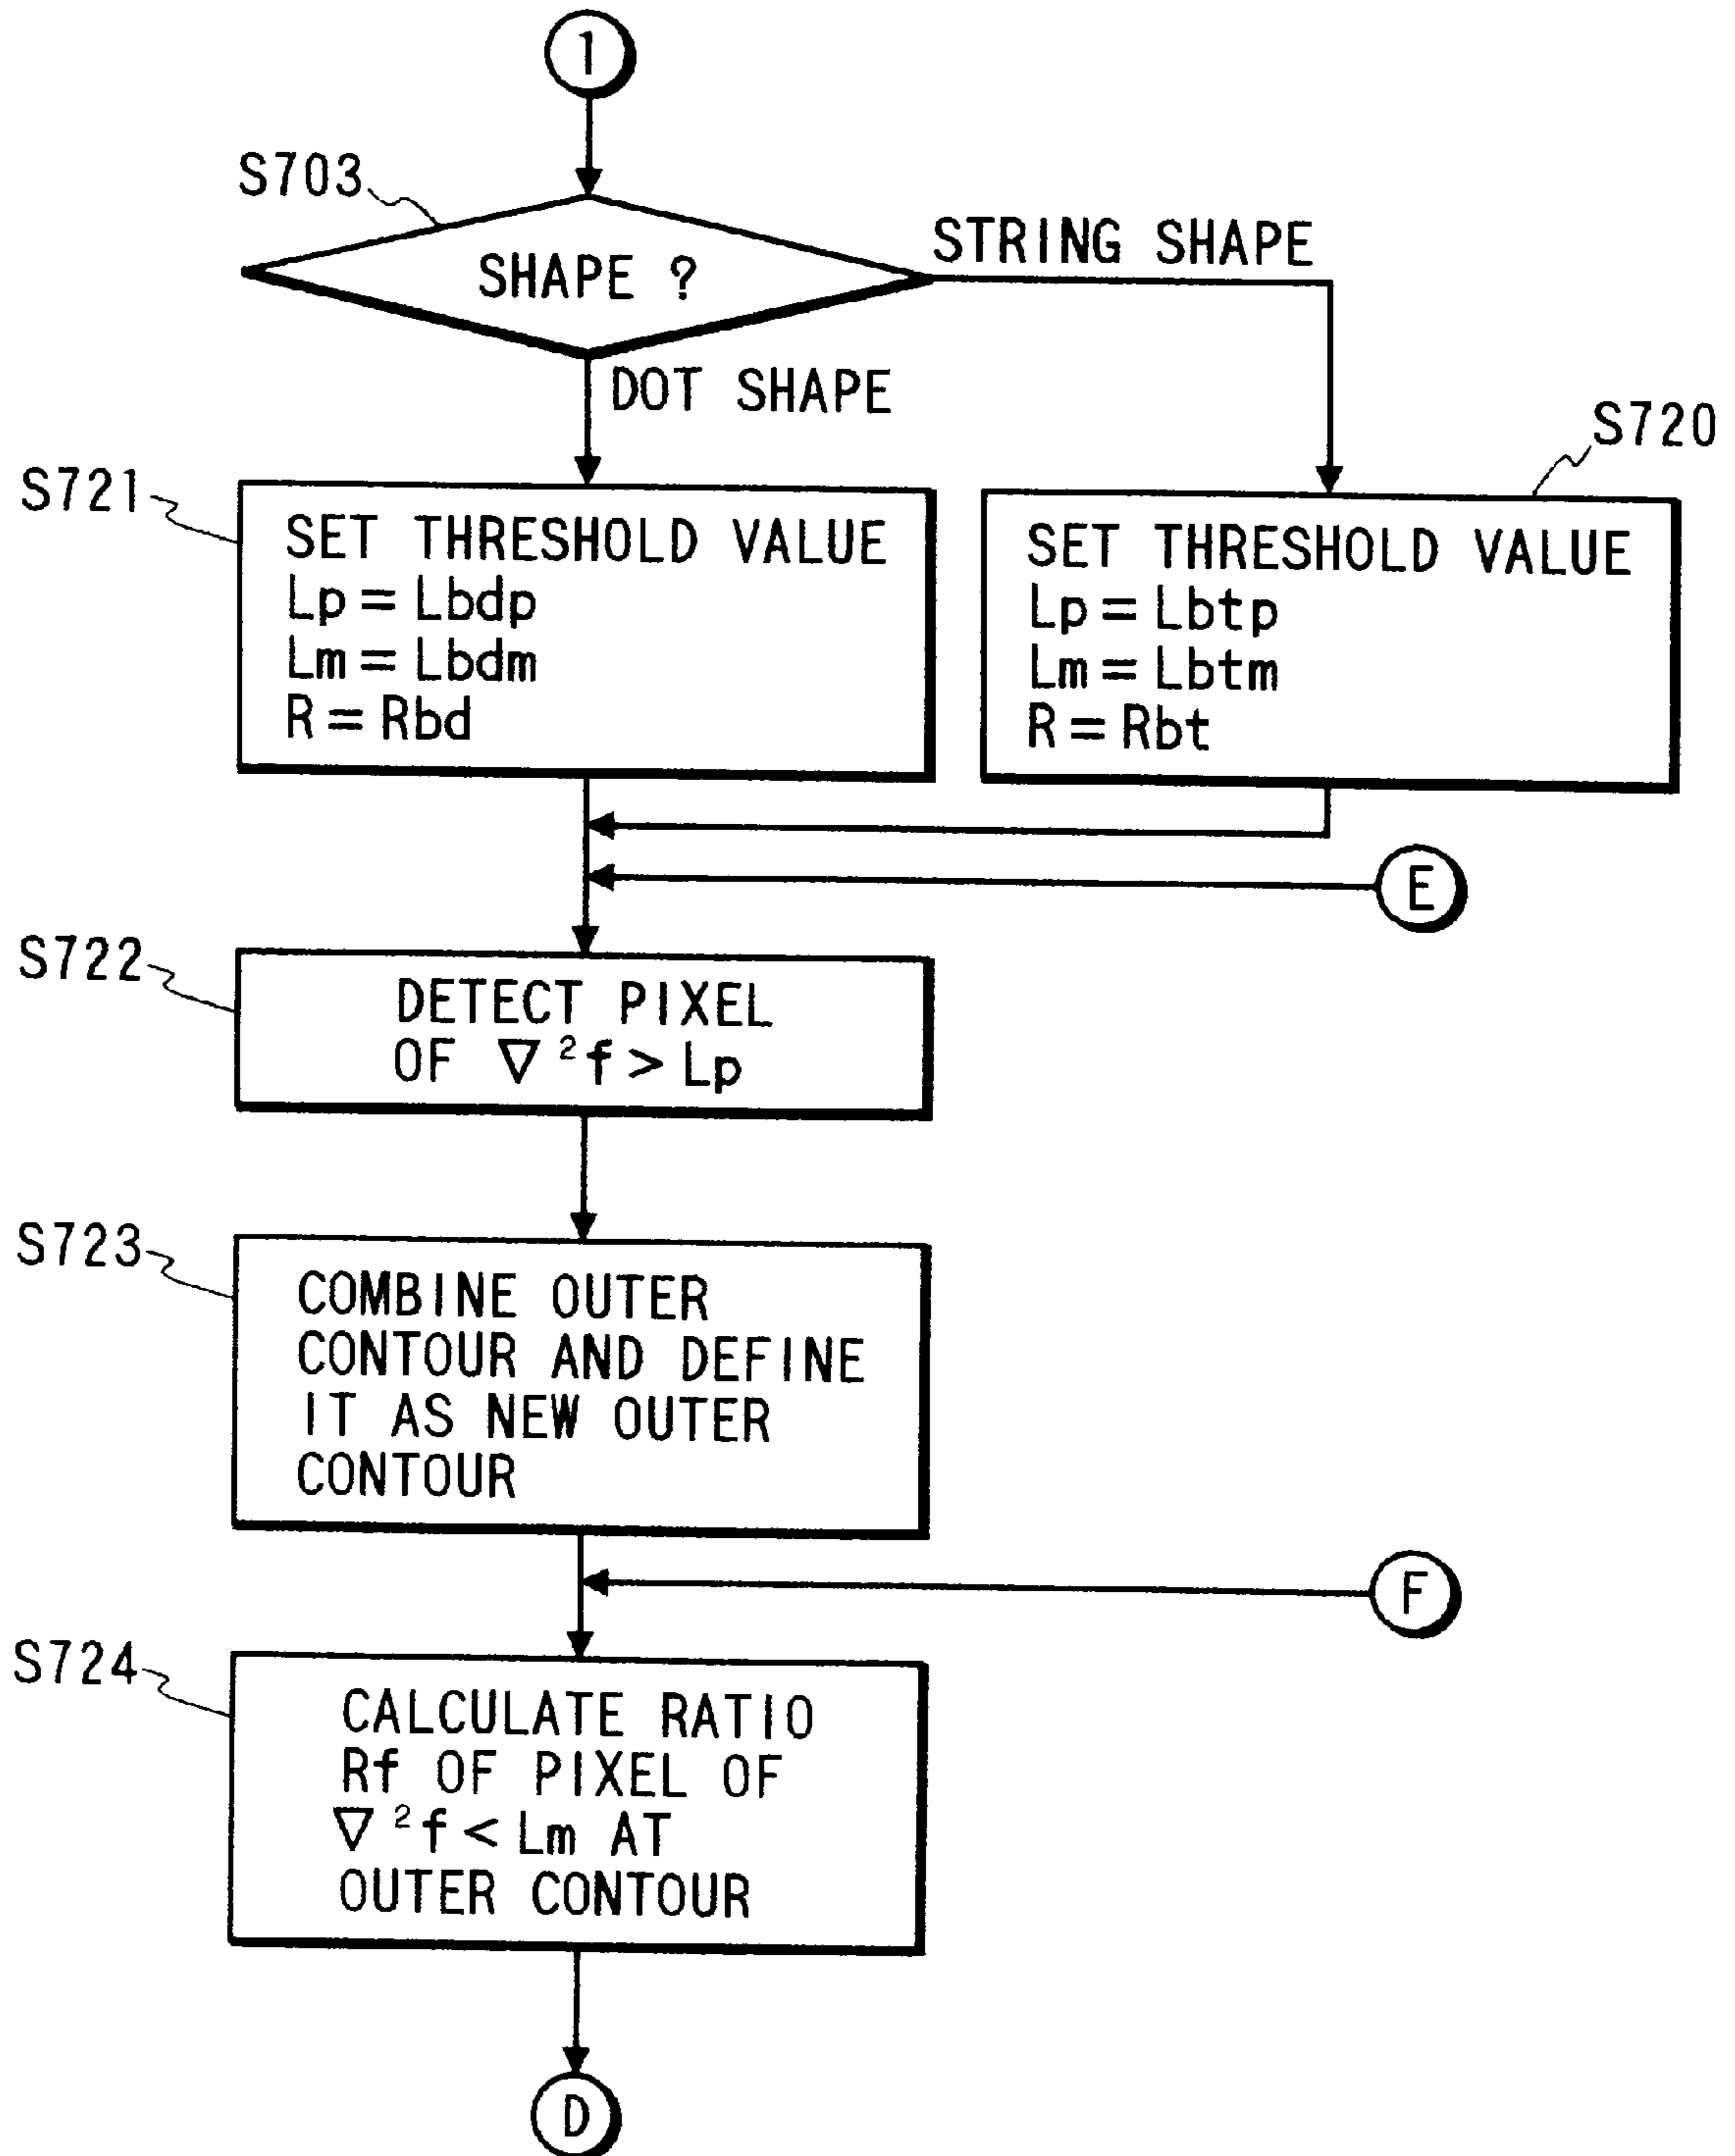 1
S703
SHAPE ?
STRING SHAPE
DOT SHAPE
S721
SET THRESHOLD VALUE
Lp = Lbdp
Lm = Lbdm
R = Rbd
S720
SET THRESHOLD VALUE
Lp = Lbtp
Lm = Lbtm
R = Rbt
E
S722
DETECT PIXEL
OF ∇²f > Lp
S723
COMBINE OUTER
CONTOUR AND DEFINE
IT AS NEW OUTER
CONTOUR
F
S724
CALCULATE RATIO
Rf OF PIXEL OF
∇²f < Lm AT
OUTER CONTOUR
D